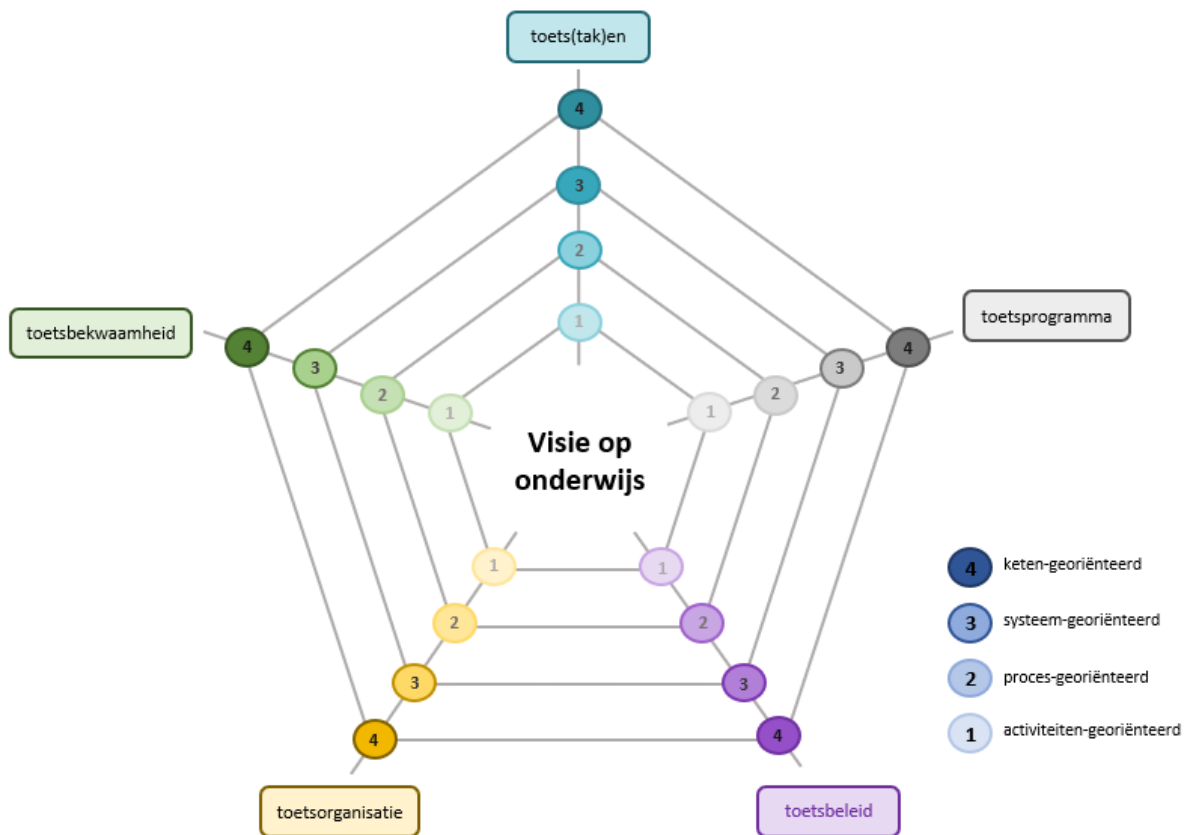 toets(tak)en
4
3
2
1
toetsbekwaamheid
4
3
2
1
toetsprogramma
4
3
2
1
Visie op
onderwijs
1
2
3
4
toetsorganisatie
1
2
3
4
toetsbeleid
4 keten-georiënteerd
3 systeem-georiënteerd
2 proces-georiënteerd
1 activiteiten-georiënteerd